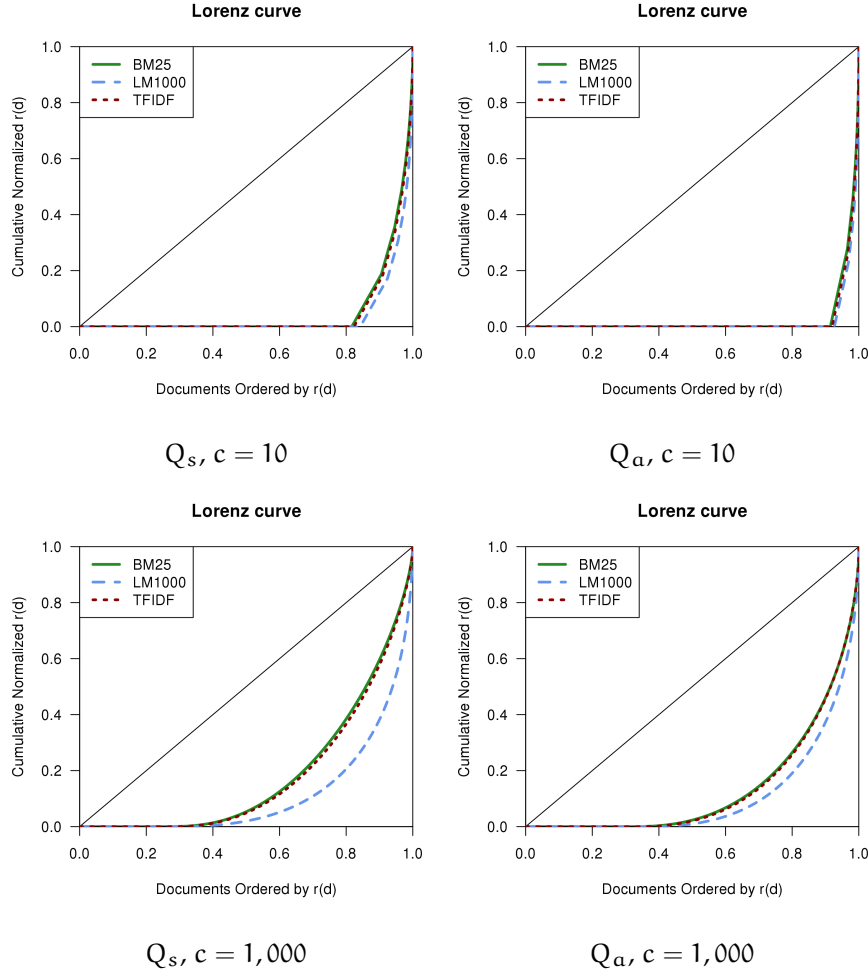 Lorenz curve
Cumulative Normalized r(d)
1.0
0.8
0.6
0.4
0.2
0.0
BM25
LM1000
TFIDF
0.0 0.2 0.4 0.6 0.8 1.0
Documents Ordered by r(d)
Qs, c = 10
Lorenz curve
Cumulative Normalized r(d)
1.0
0.8
0.6
0.4
0.2
0.0
BM25
LM1000
TFIDF
0.0 0.2 0.4 0.6 0.8 1.0
Documents Ordered by r(d)
Qa, c = 10
Lorenz curve
Cumulative Normalized r(d)
1.0
0.8
0.6
0.4
0.2
0.0
BM25
LM1000
TFIDF
0.0 0.2 0.4 0.6 0.8 1.0
Documents Ordered by r(d)
Qs, c = 1,000
Lorenz curve
Cumulative Normalized r(d)
1.0
0.8
0.6
0.4
0.2
0.0
BM25
LM1000
TFIDF
0.0 0.2 0.4 0.6 0.8 1.0
Documents Ordered by r(d)
Qa, c = 1,000